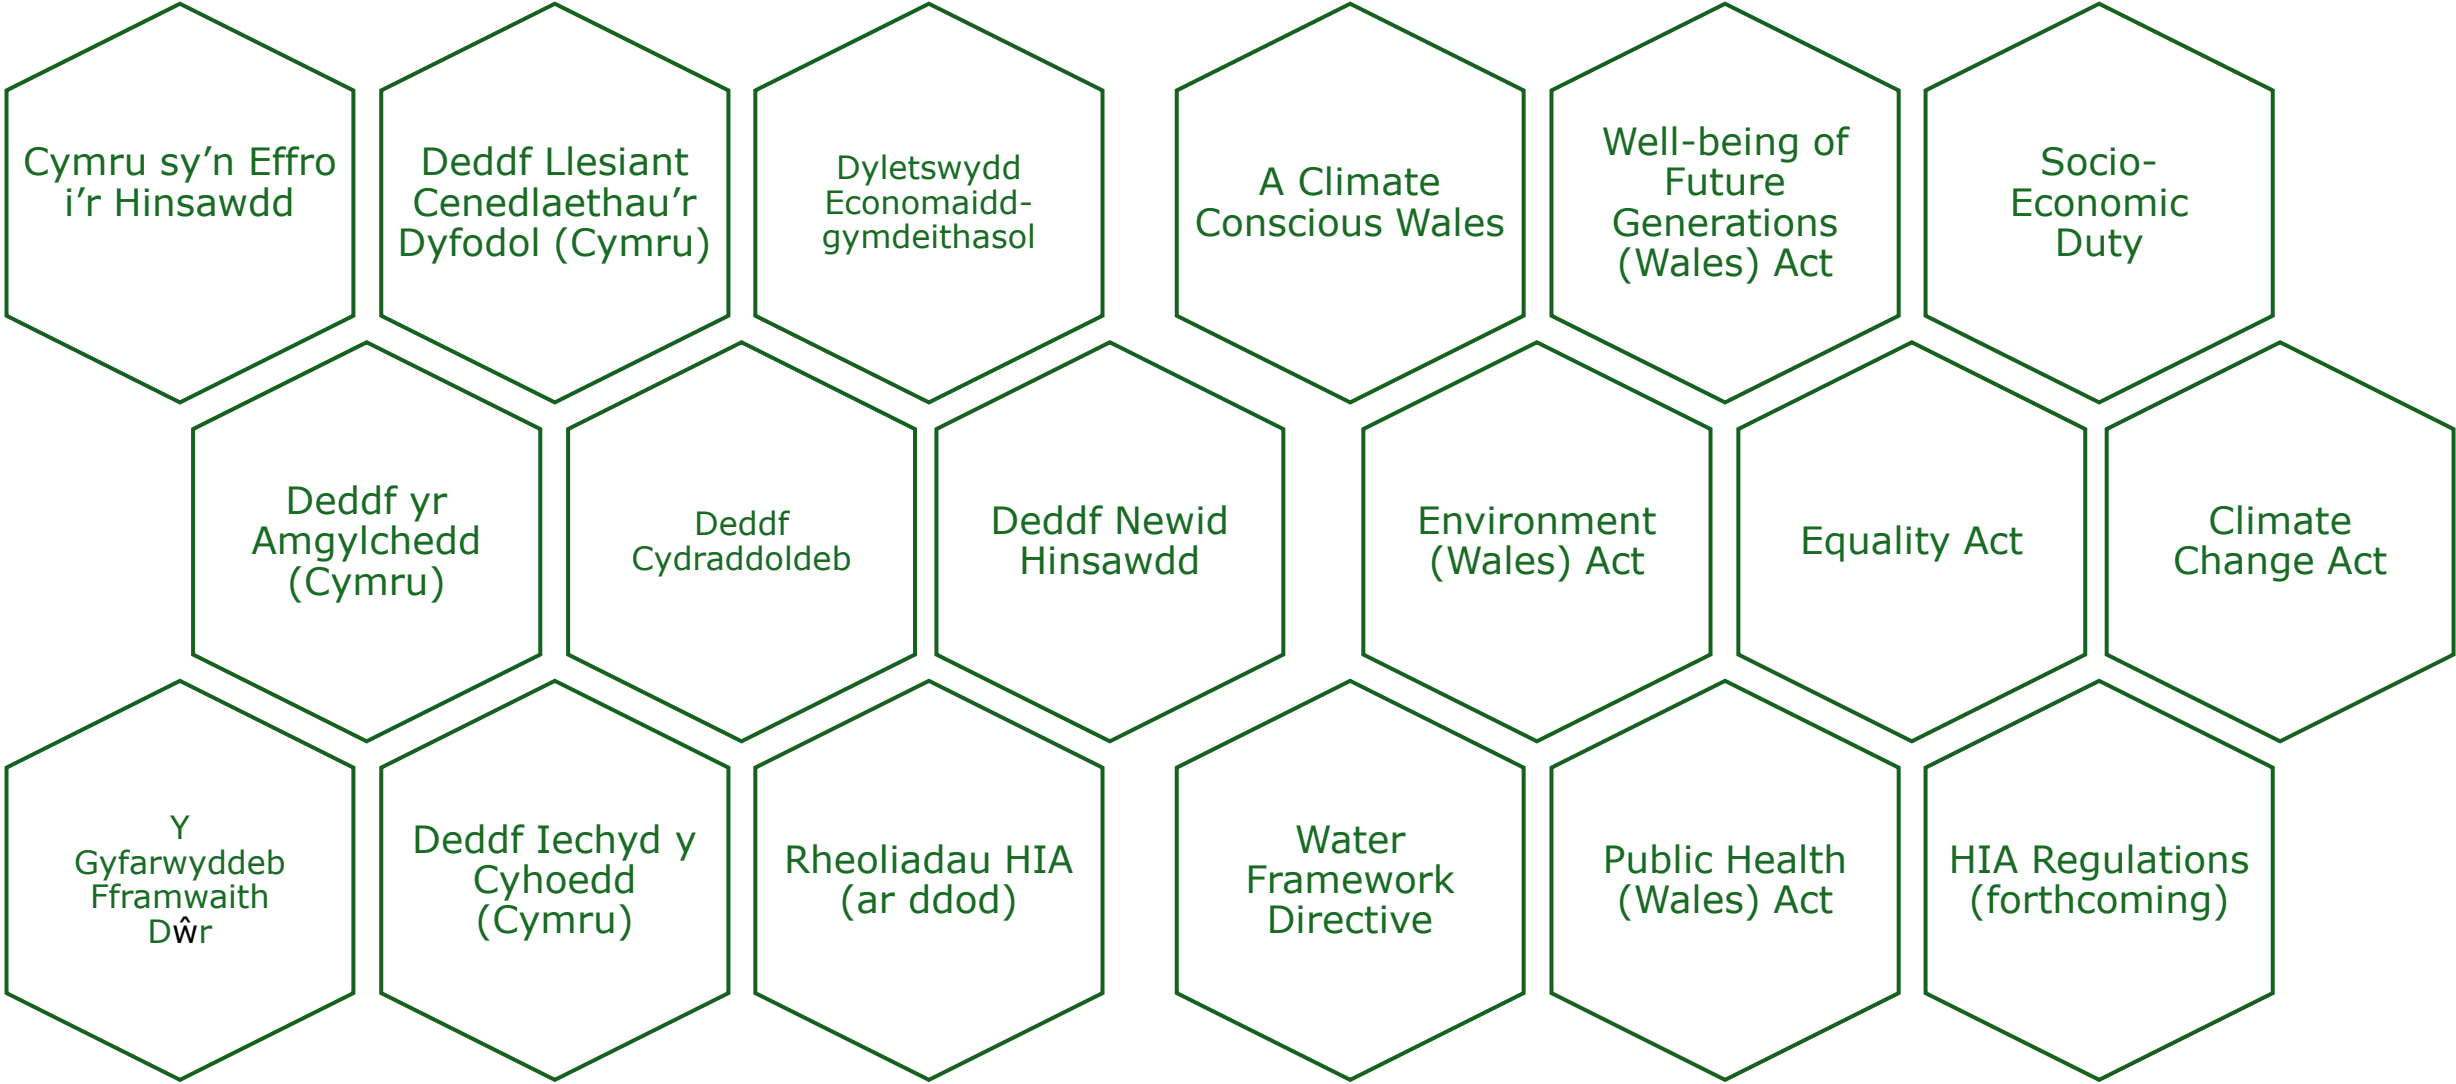 Cymru sy’n Effro
i’r Hinsawdd
Deddf Llesiant
Cenedlaethau’r
Dyfodol (Cymru)
Dyletswydd
Economaidd-
gymdeithasol
Deddf yr
Amgylchedd
(Cymru)
Deddf
Cydraddoldeb
Deddf Newid
Hinsawdd
Y
Gyfarwyddeb
Fframwaith
Dŵr
Deddf Iechyd y
Cyhoedd
(Cymru)
Rheoliadau HIA
(ar ddod)
A Climate
Conscious Wales
Well-being of
Future
Generations
(Wales) Act
Socio-
Economic
Duty
Environment
(Wales) Act
Equality Act
Climate
Change Act
Water
Framework
Directive
Public Health
(Wales) Act
HIA Regulations
(forthcoming)